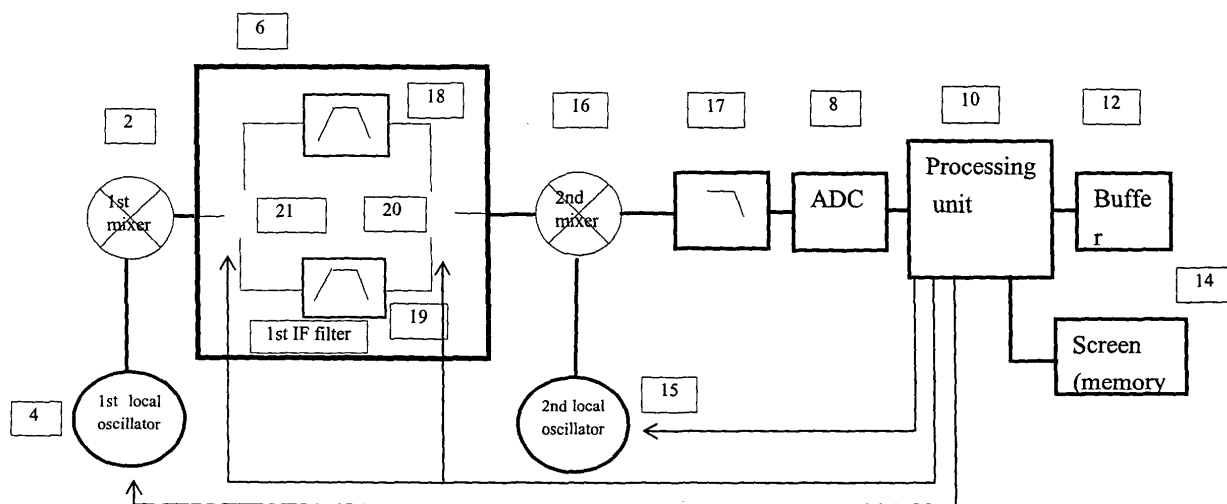 6
18
2
16
17
8
10
12
1st
mixer
21
20
2nd
mixer
ADC
Processing
unit
Buffe
r
14
19
1st IF filter
Screen
(memory
4
1st local
oscillator
2nd local
oscillator
15